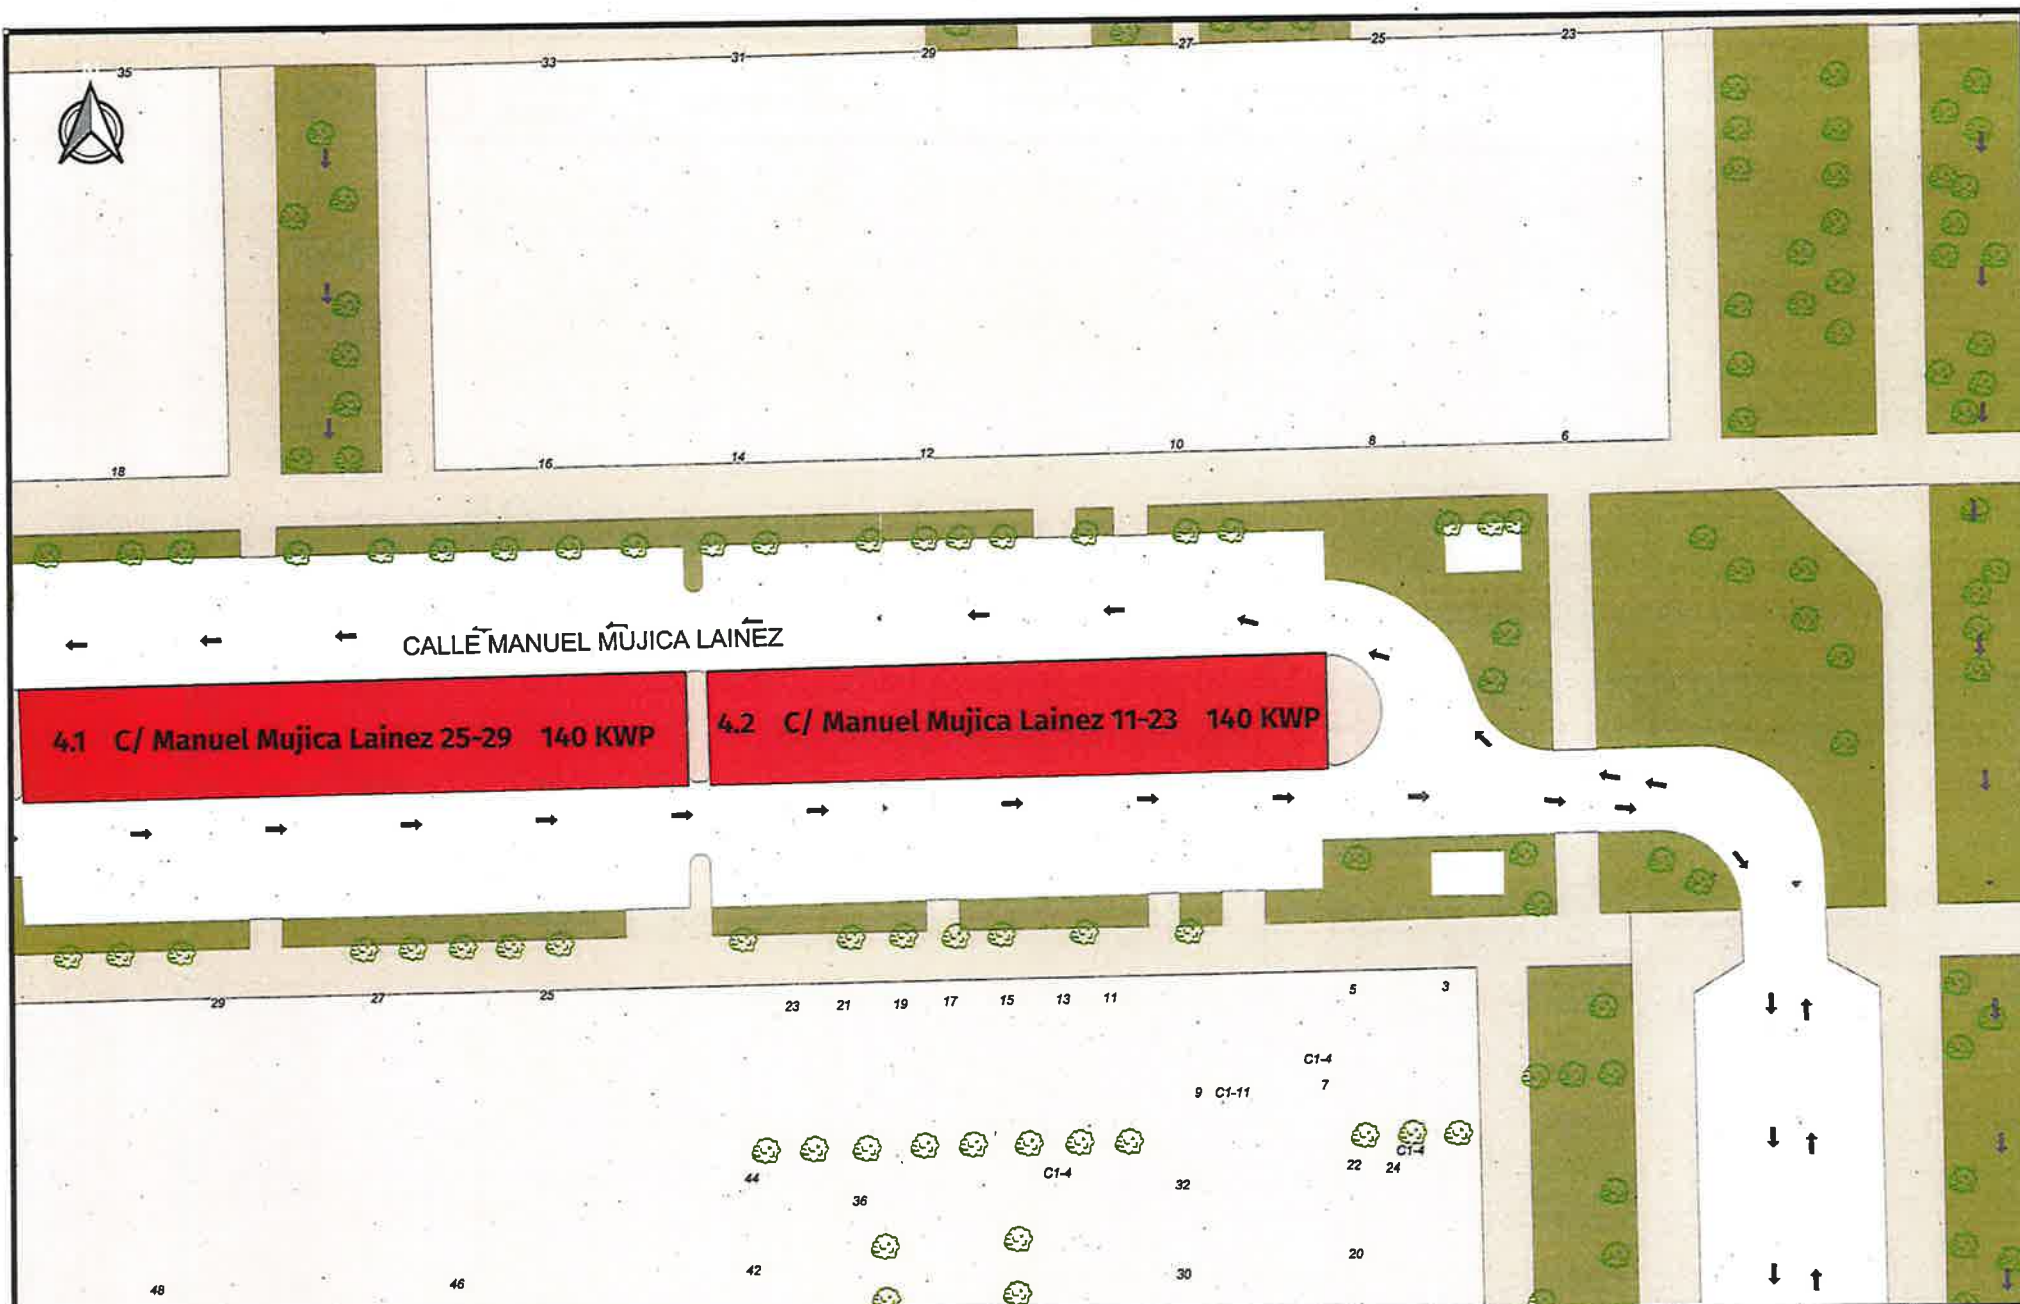 29 27 25 23
35 33 31
18 16 14 12 10 8 6
CALLE MANUEL MUJICA LAINEZ
4.1 C/ Manuel Mujica Lainez 25-29 140 KWP
4.2 C/ Manuel Mujica Lainez 11-23 140 KWP
29 27 25 23 21 19 17 15 13 11 5 3
C1-4
7
9 C1-11
C1-4
44 C1-4 32 22 24
36
42 30 20
48 46